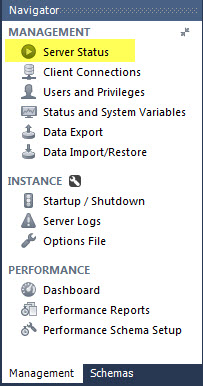 Navigator
MANAGEMENT
Server Status
Client Connections
Users and Privileges
Status and System Variables
Data Export
Data Import/Restore
INSTANCE
Startup / Shutdown
Server Logs
Options File
PERFORMANCE
Dashboard
Performance Reports
Performance Schema Setup
Management Schemas